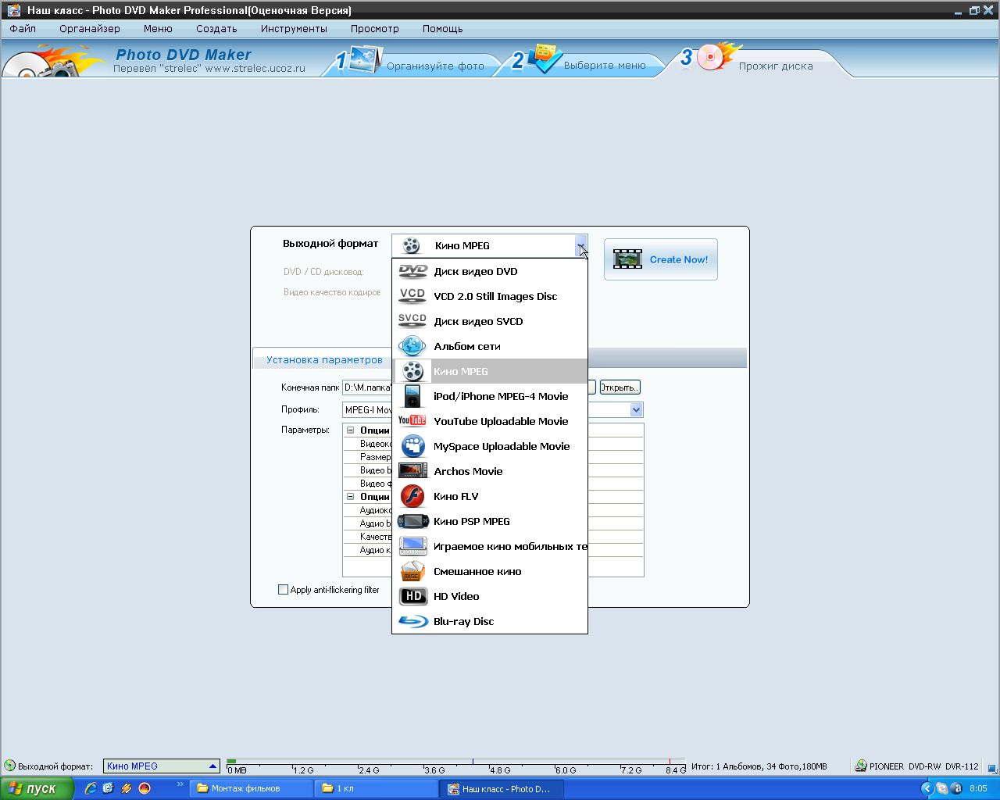 Наш класс - Photo DVD Maker Professional(Оценочная Версия)
Файл Органайзер Меню Создать Инструменты Просмотр Помощь
Photo DVD Maker
Перевёл "strelec" www.strelec.ucoz.ru
1 Организуйте фото 2 Выберите меню 3 Прожиг диска
Выходной формат Кино MPEG
Create Now!
DVD / CD дисковод:
Видео качество кодиров
DVD Диск видео DVD
VCD VCD 2.0 Still Images Disc
SVCD Диск видео SVCD
Альбом сети
Кино MPEG
iPod/iPhone MPEG-4 Movie
YouTube YouTube Uploadable Movie
MySpace Uploadable Movie
Archos Movie
Кино FLV
Кино PSP MPEG
Играемое кино мобильных те
MISC Смешанное кино
HD HD Video
Blu-ray Disc
Установка параметров
Конечная папк D:\М.папка\ Открыть..
Профиль: MPEG-I Mov
Параметры: Опции
Видеоко
Размер
Видео b
Видео ф
Опции
Аудиоко
Аудио b
Качеств
Аудио к
Apply anti-flickering filter
Выходной формат: Кино MPEG 0 MB 1.2 G 2.4 G 3.6 G 4.8 G 6.0 G 7.2 G 8.4 G Итог: 1 Альбомов, 34 Фото,180MB PIONEER DVD-RW DVR-112
пуск Монтаж фильмов 1 кл Наш класс - Photo D... 8:05